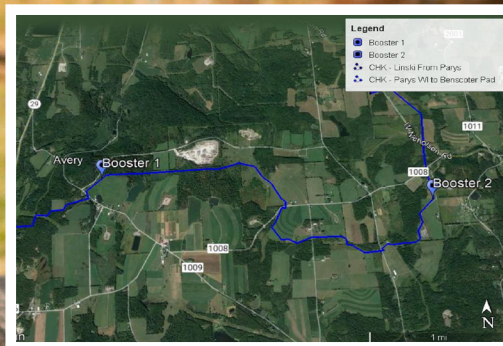 Legend
Booster 1
Booster 2
CHK - Linski From Parys
CHK - Parys WI to Benscoter Pad
29
1011
Avery
Booster 1
1008
Booster 2
1008
1009
N
1 mi